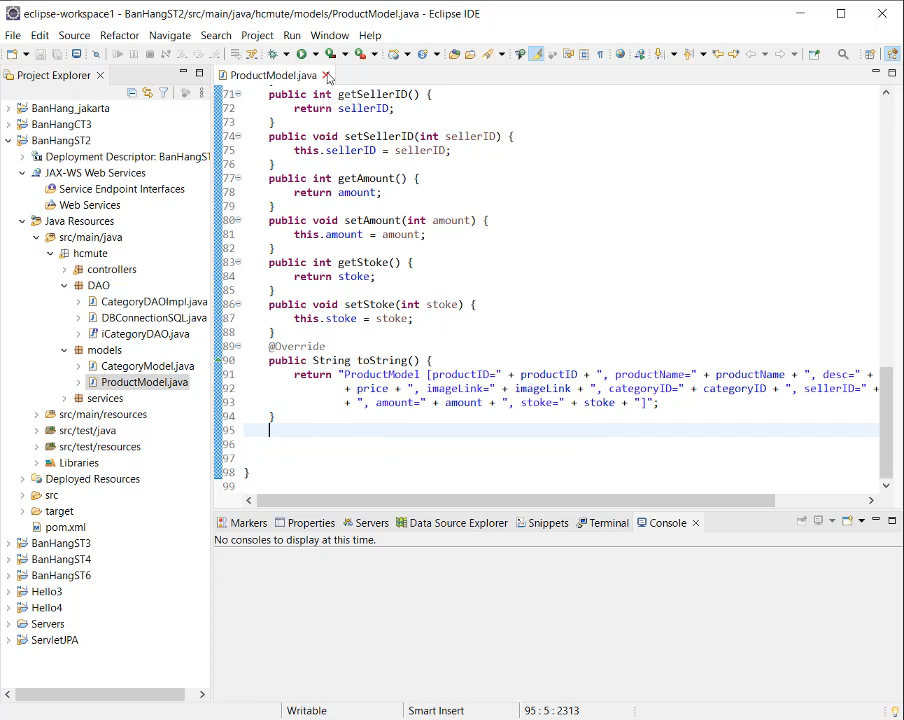 eclipse-workspace1 - BanHangST2/src/main/java/hcmute/models/ProductModel.java - Eclipse IDE
File Edit Source Refactor Navigate Search Project Run Window Help
Project Explorer
BanHang_jakarta
BanHangCT3
BanHangST2
Deployment Descriptor: BanHangST
JAX-WS Web Services
Service Endpoint Interfaces
Web Services
Java Resources
src/main/java
hcmute
controllers
DAO
CategoryDAOImpl.java
DBConnectionSQL.java
iCategoryDAO.java
models
CategoryModel.java
ProductModel.java
services
src/main/resources
src/test/java
src/test/resources
Libraries
Deployed Resources
src
target
pom.xml
BanHangST3
BanHangST4
BanHangST6
Hello3
Hello4
Servers
ServletJPA
ProductModel.java
71 public int getSellerID() {
72 return sellerID;
73 }
74 public void setSellerID(int sellerID) {
75 this.sellerID = sellerID;
76 }
77 public int getAmount() {
78 return amount;
79 }
80 public void setAmount(int amount) {
81 this.amount = amount;
82 }
83 public int getStoke() {
84 return stoke;
85 }
86 public void setStoke(int stoke) {
87 this.stoke = stoke;
88 }
89 @Override
90 public String toString() {
91 return "ProductModel [productID=" + productID + ", productName=" + productName + ", desc=" +
92 + price + ", imageLink=" + imageLink + ", categoryID=" + categoryID + ", sellerID=" +
93 + ", amount=" + amount + ", stoke=" + stoke + "]";
94 }
95
96
97
98 }
99
Markers Properties Servers Data Source Explorer Snippets Terminal Console
No consoles to display at this time.
Writable Smart Insert 95 : 5 : 2313